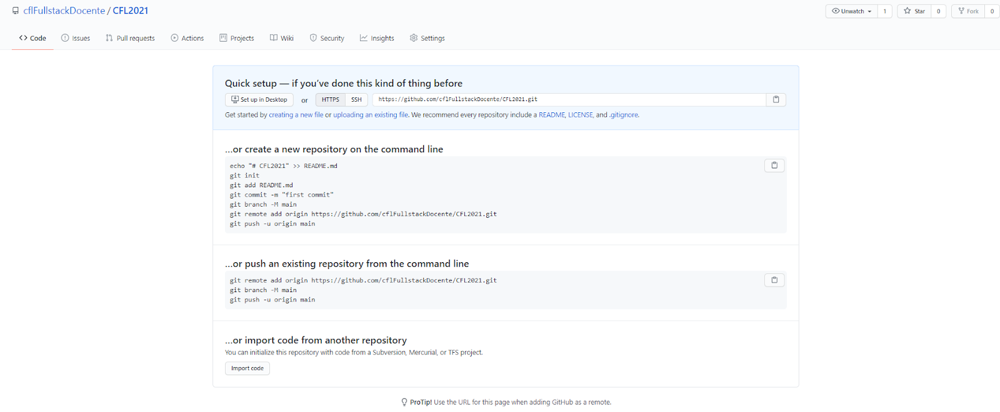 cflFullstackDocente / CFL2021
Unwatch 1 Star 0 Fork 0
Code Issues Pull requests Actions Projects Wiki Security Insights Settings
Quick setup — if you’ve done this kind of thing before
Set up in Desktop or HTTPS SSH https://github.com/cflFullstackDocente/CFL2021.git
Get started by creating a new file or uploading an existing file. We recommend every repository include a README, LICENSE, and .gitignore.
…or create a new repository on the command line
echo "# CFL2021" >> README.md
git init
git add README.md
git commit -m "first commit"
git branch -M main
git remote add origin https://github.com/cflFullstackDocente/CFL2021.git
git push -u origin main
…or push an existing repository from the command line
git remote add origin https://github.com/cflFullstackDocente/CFL2021.git
git branch -M main
git push -u origin main
…or import code from another repository
You can initialize this repository with code from a Subversion, Mercurial, or TFS project.
Import code
ProTip! Use the URL for this page when adding GitHub as a remote.